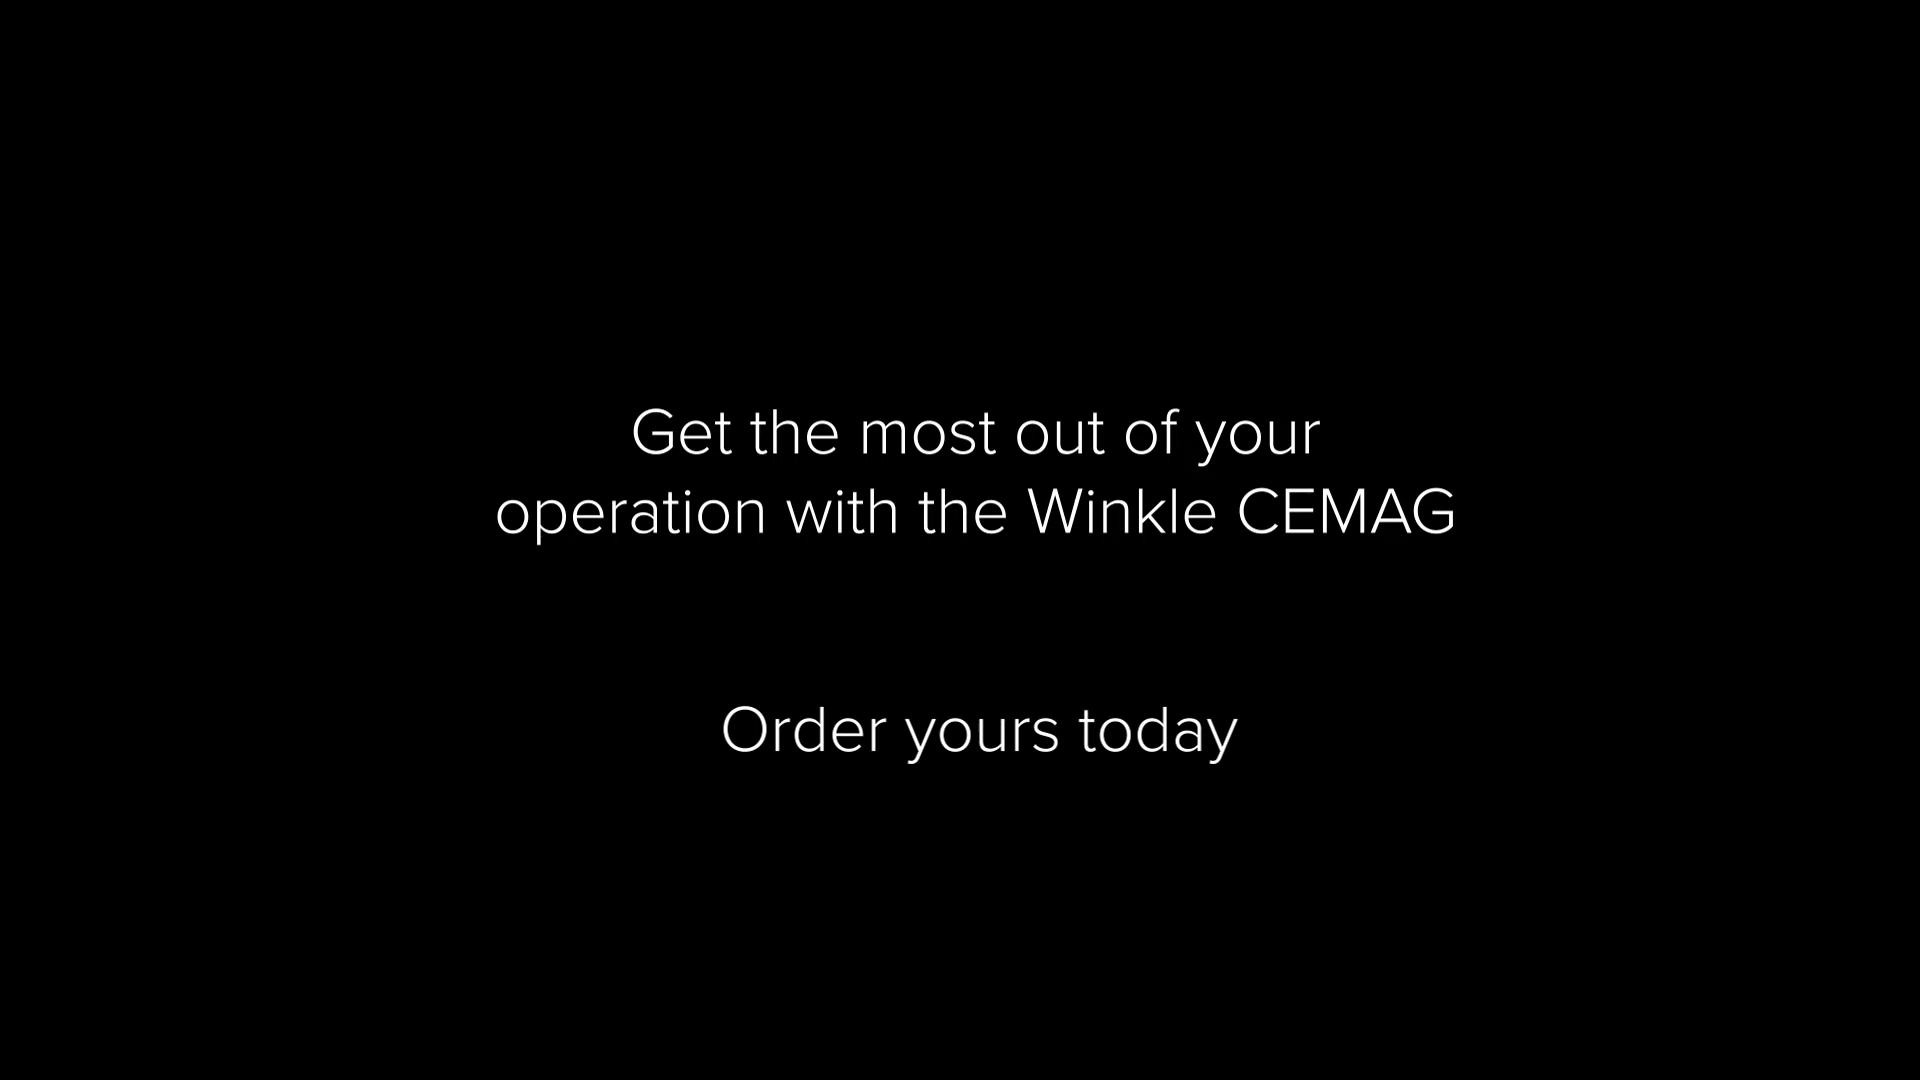 Get the most out of your
operation with the Winkle CEMAG
Order yours today